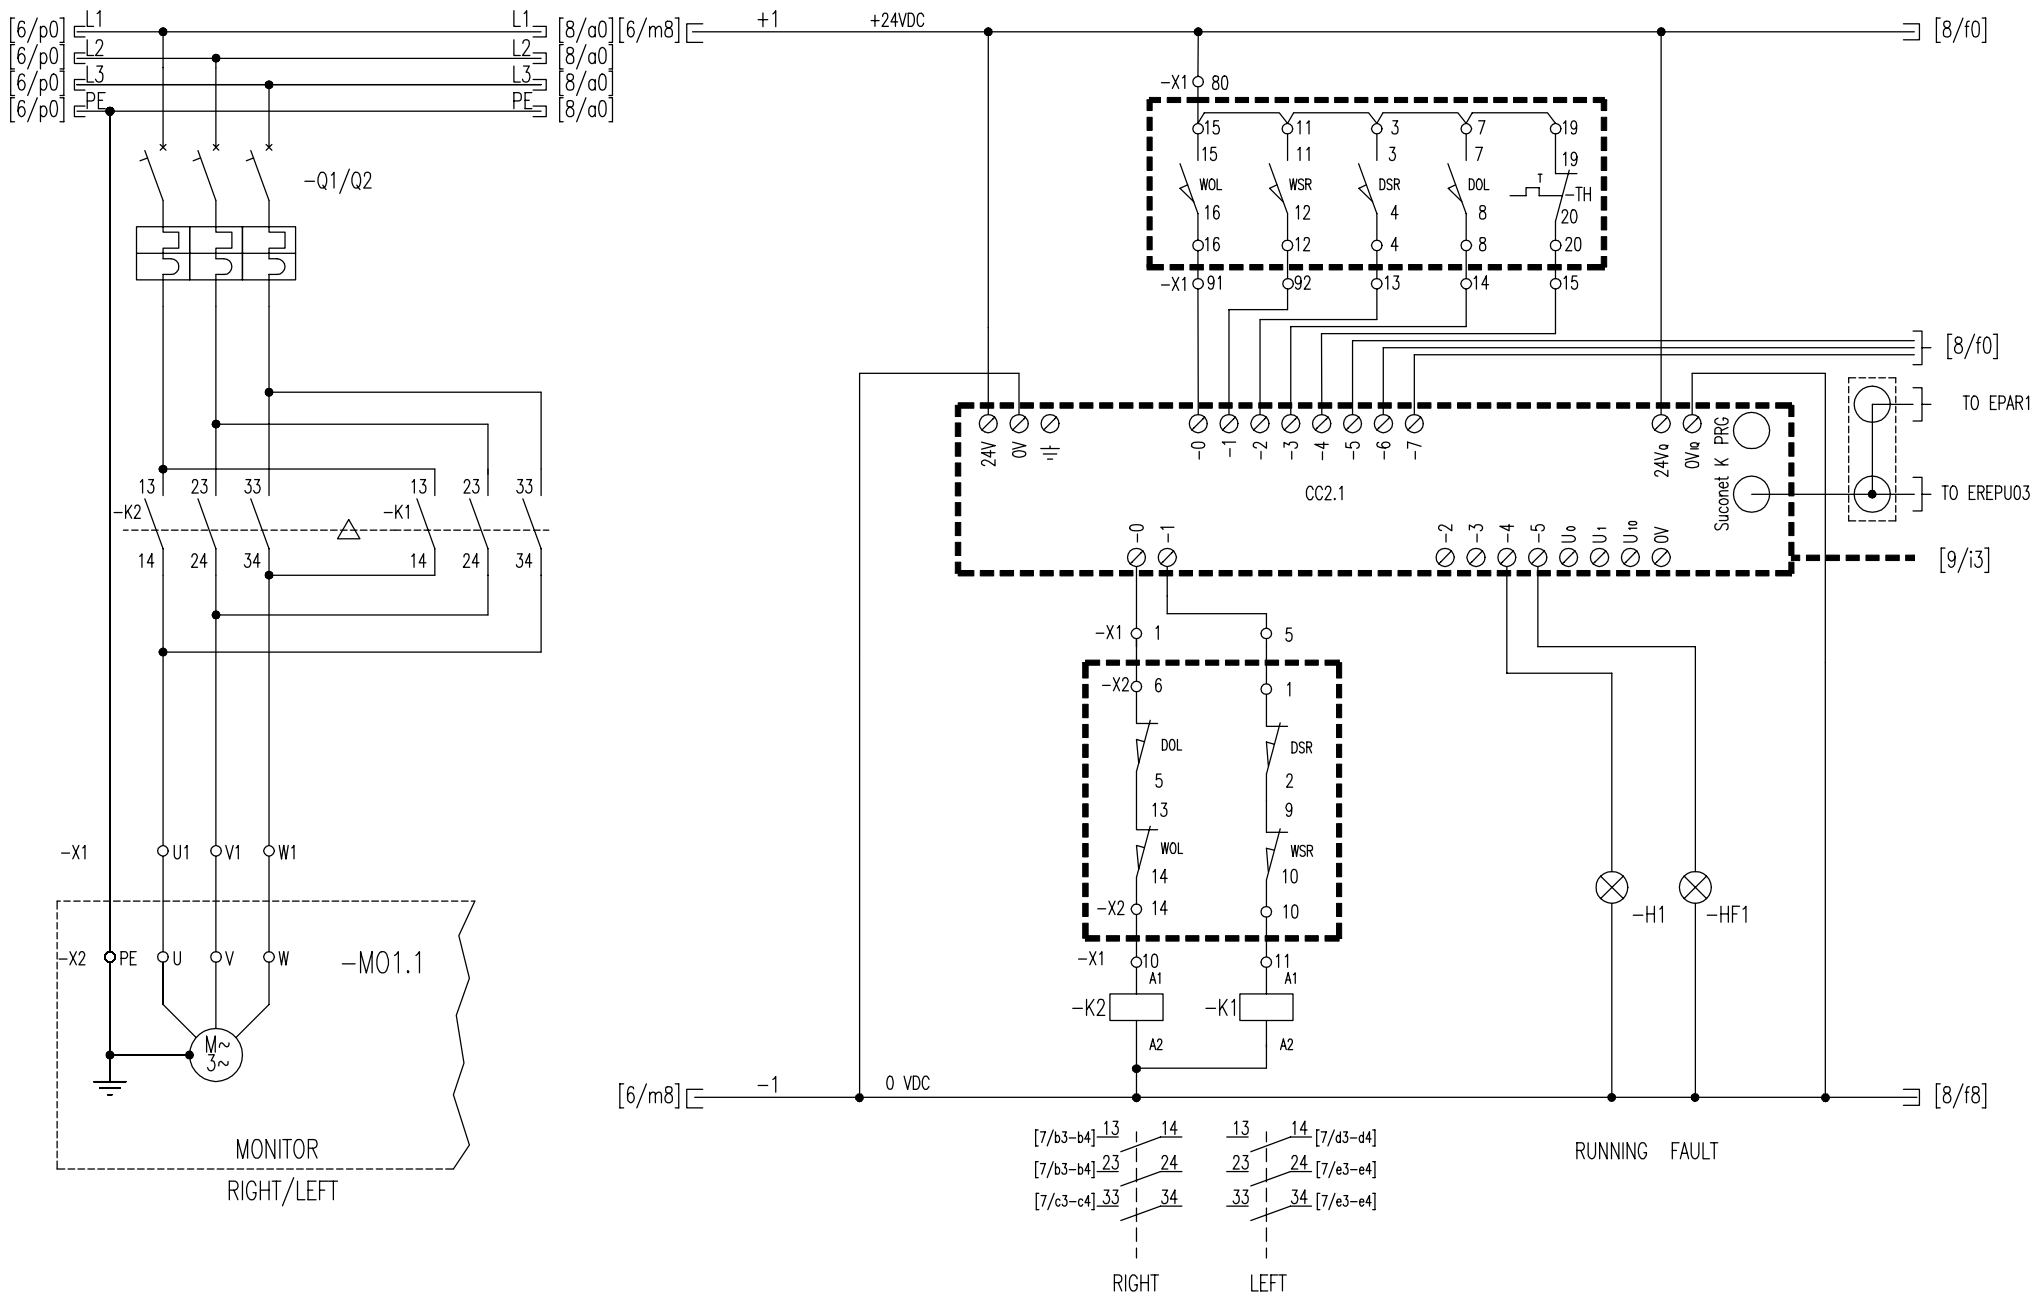 [6/p0] L1 L1 [8/a0] [6/m8] +1 +24VDC [8/f0]
[6/p0] L2 L2 [8/a0]
[6/p0] L3 L3 [8/a0]
[6/p0] PE PE [8/a0]
-X1 80
15 11 3 7 19
15 11 3 7 19
-Q1/Q2
WOL WSR DSR DOL T -TH
16 12 4 8 20
16 12 4 8 20
-X1 91 92 13 14 15
[8/f0]
TO EPAR1
24V 0V -0 -1 -2 -3 -4 -5 -6 -7 24VQ 0VIQ
Suconet K PRG
CC2.1
TO EREPU03
13 23 33 13 23 33
-K2 -K1
14 24 34 14 24 34
-0 -1 -2 -3 -4 -5 U0 U1 U10 0V
[9/i3]
-X1 1 5
-X2 6 1
DOL DSR
5 2
13 9
WOL WSR
14 10
-X2 14 10
-X1 U1 V1 W1
-H1 -HF1
-X2 PE U V W -M01.1
-X1 10 11
A1 A1
-K2 -K1
A2 A2
M~
3~
[6/m8] -1 0 VDC [8/f8]
MONITOR
RIGHT/LEFT
[7/b3-b4] 13 14 13 14 [7/d3-d4]
[7/b3-b4] 23 24 23 24 [7/e3-e4]
[7/c3-c4] 33 34 33 34 [7/e3-e4]
RUNNING FAULT
RIGHT LEFT